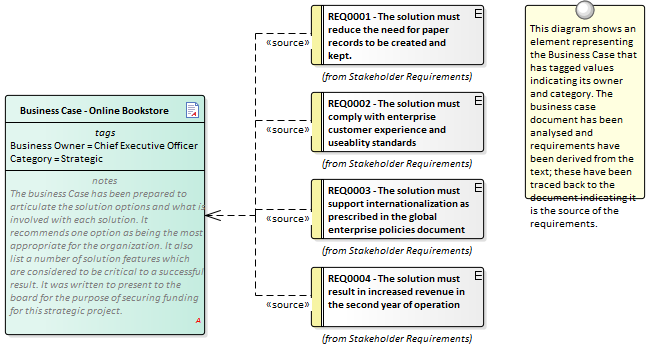 Business Case - Online Bookstore
tags
Business Owner = Chief Executive Officer
Category = Strategic
notes
The business Case has been prepared to
articulate the solution options and what is
involved with each solution. It
recommends one option as being the most
appropriate for the organization. It also
list a number of solution features which
are considered to be critical to a successful
result. It was written to present to the
board for the purpose of securing funding
for this strategic project.
A
«source»
REQ0001 - The solution must
reduce the need for paper
records to be created and
kept.
E
(from Stakeholder Requirements)
«source»
REQ0002 - The solution must
comply with enterprise
customer experience and
useablity standards
E
(from Stakeholder Requirements)
«source»
REQ0003 - The solution must
support internationalization as
prescribed in the global
enterprise policies document
E
(from Stakeholder Requirements)
«source»
REQ0004 - The solution must
result in increased revenue in
the second year of operation
E
(from Stakeholder Requirements)
This diagram shows an
element representing
the Business Case that
has tagged values
indicating its owner
and category. The
business case
document has been
analysed and
requirements have
been derived from the
text; these have been
traced back to the
document indicating it
is the source of the
requirements.